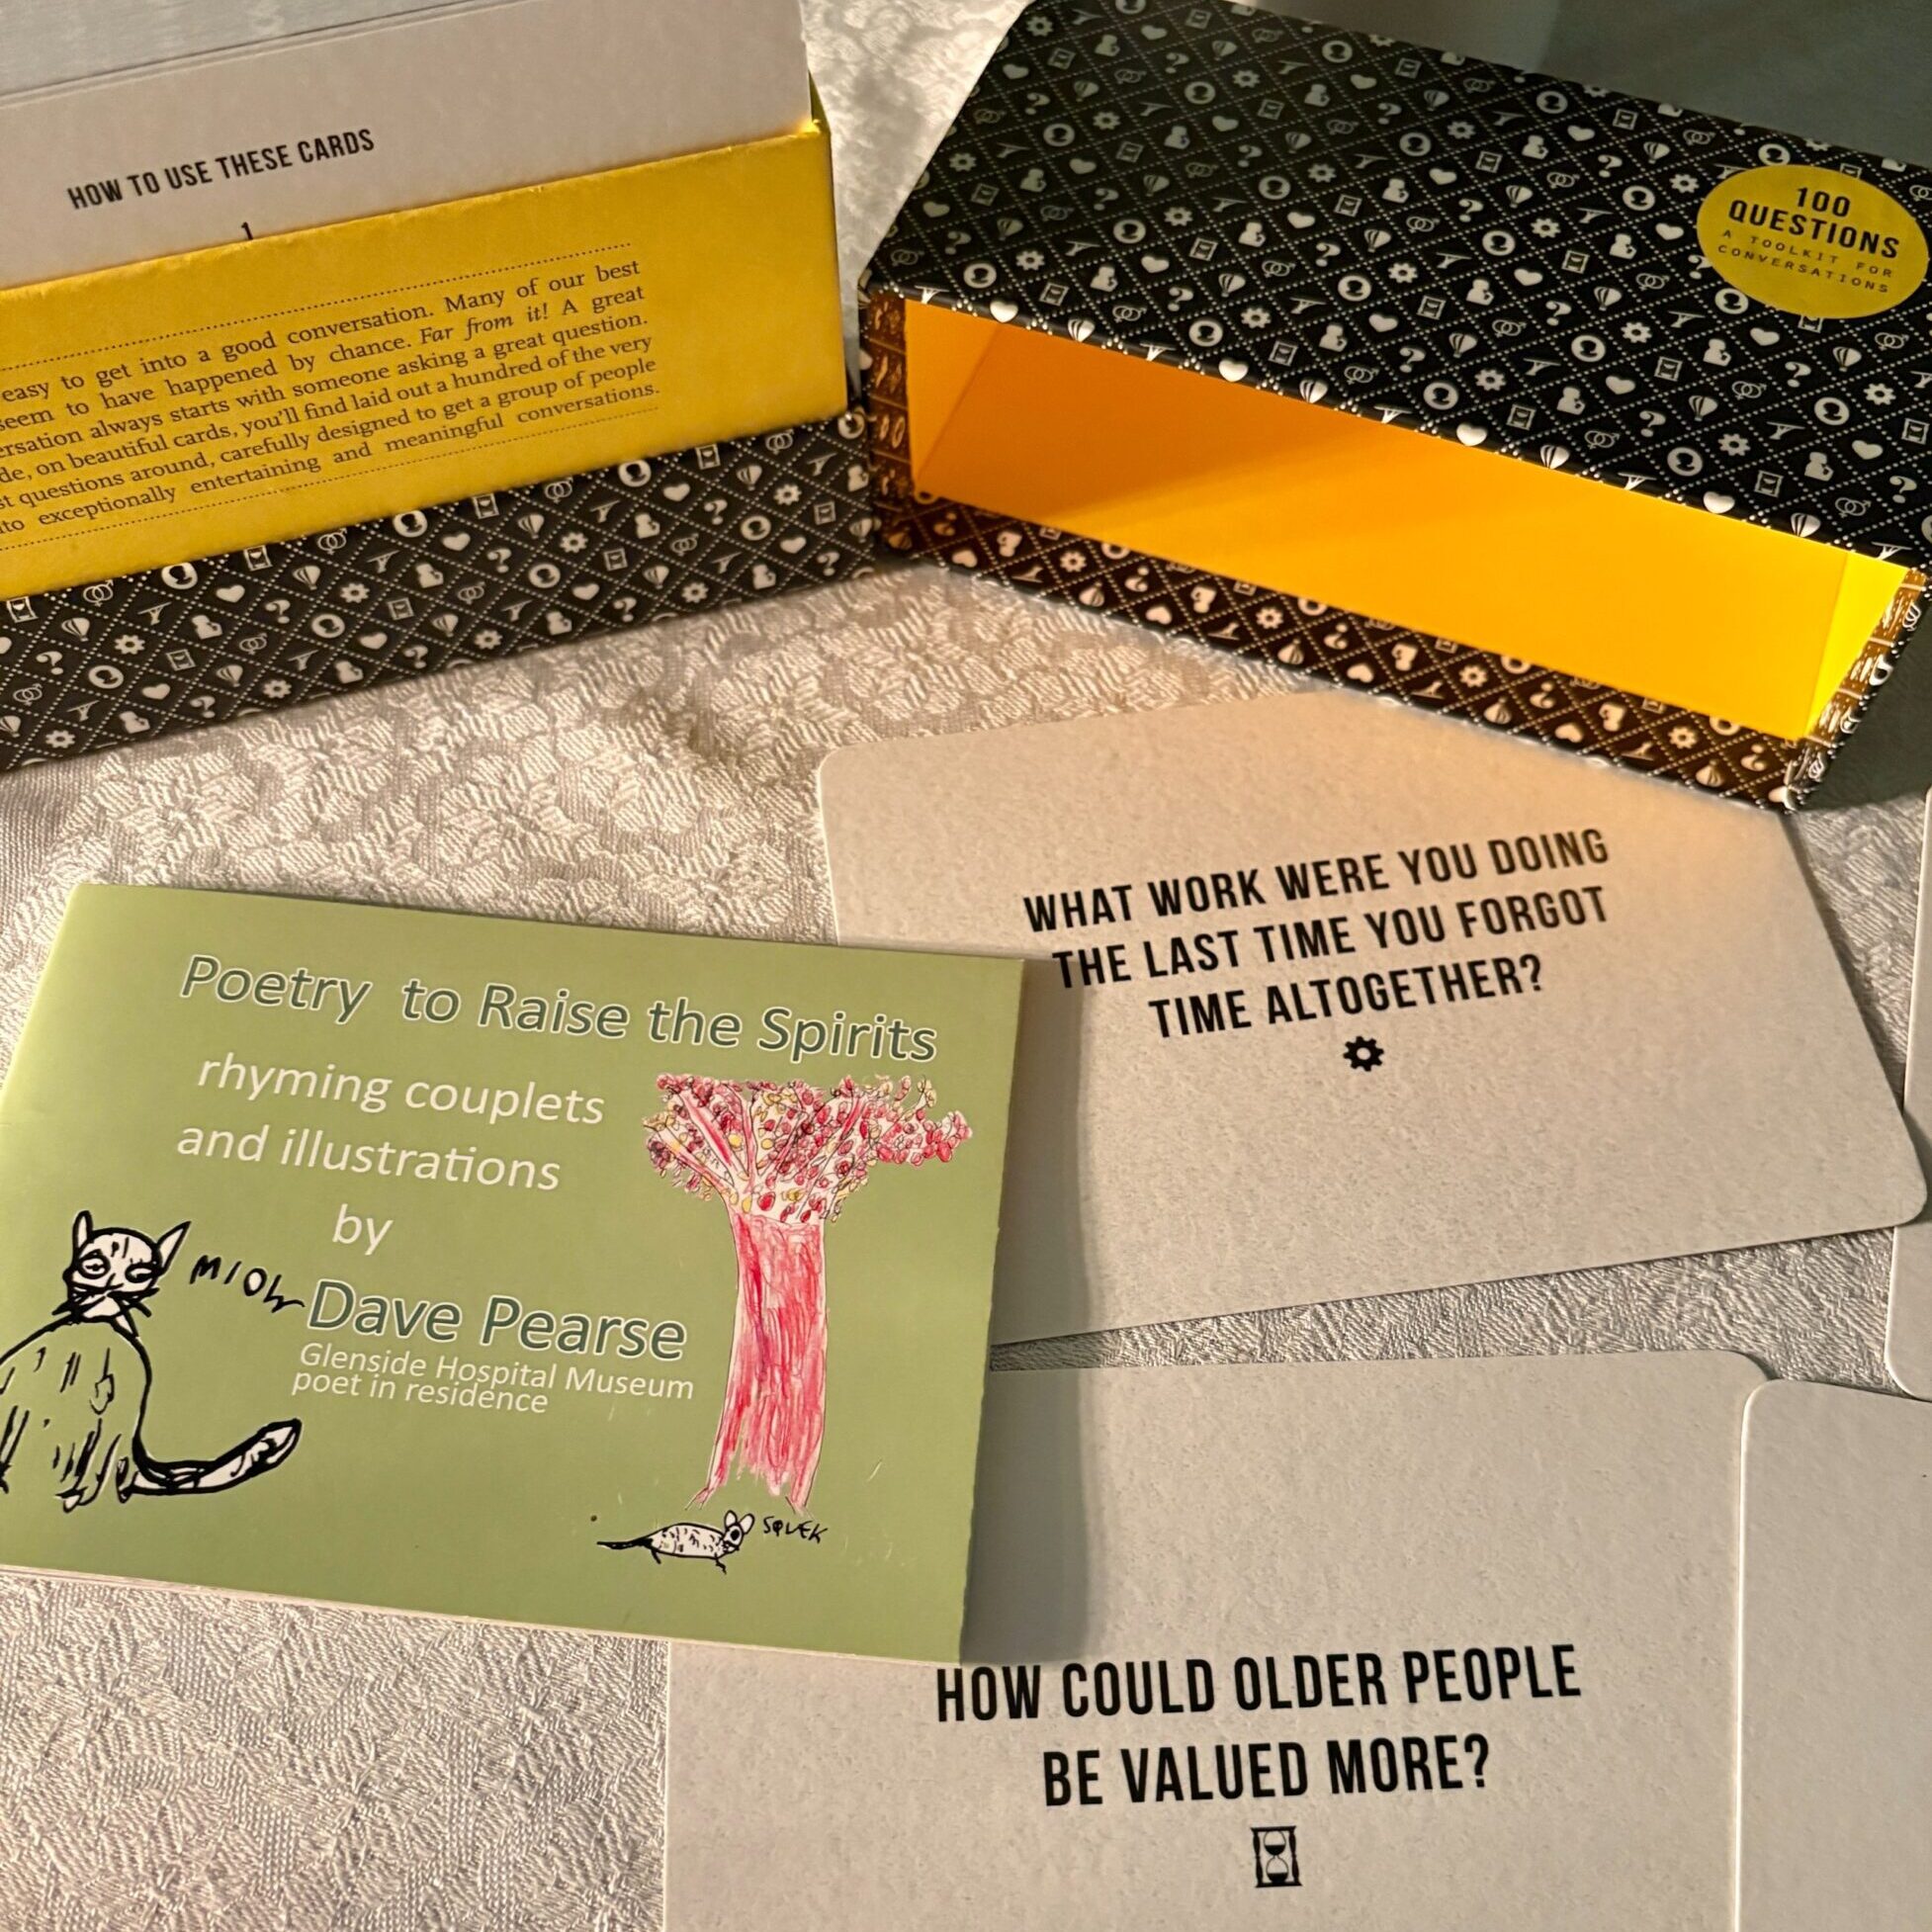 HOW TO USE THESE CARDS
1
easy to get into a good conversation. Many of our best
seem to have happened by chance. Far from it! A great
ersation always starts with someone asking a great question.
de, on beautiful cards, you'll find laid out a hundred of the very
st questions around, carefully designed to get a group of people
to exceptionally entertaining and meaningful conversations.
100
QUESTIONS
A TOOLKIT FOR
CONVERSATIONS
WHAT WORK WERE YOU DOING
THE LAST TIME YOU FORGOT
TIME ALTOGETHER?
Poetry to Raise the Spirits
rhyming couplets
and illustrations
by
MIOW
Dave Pearse
Glenside Hospital Museum
poet in residence
SQUEK
HOW COULD OLDER PEOPLE
BE VALUED MORE?